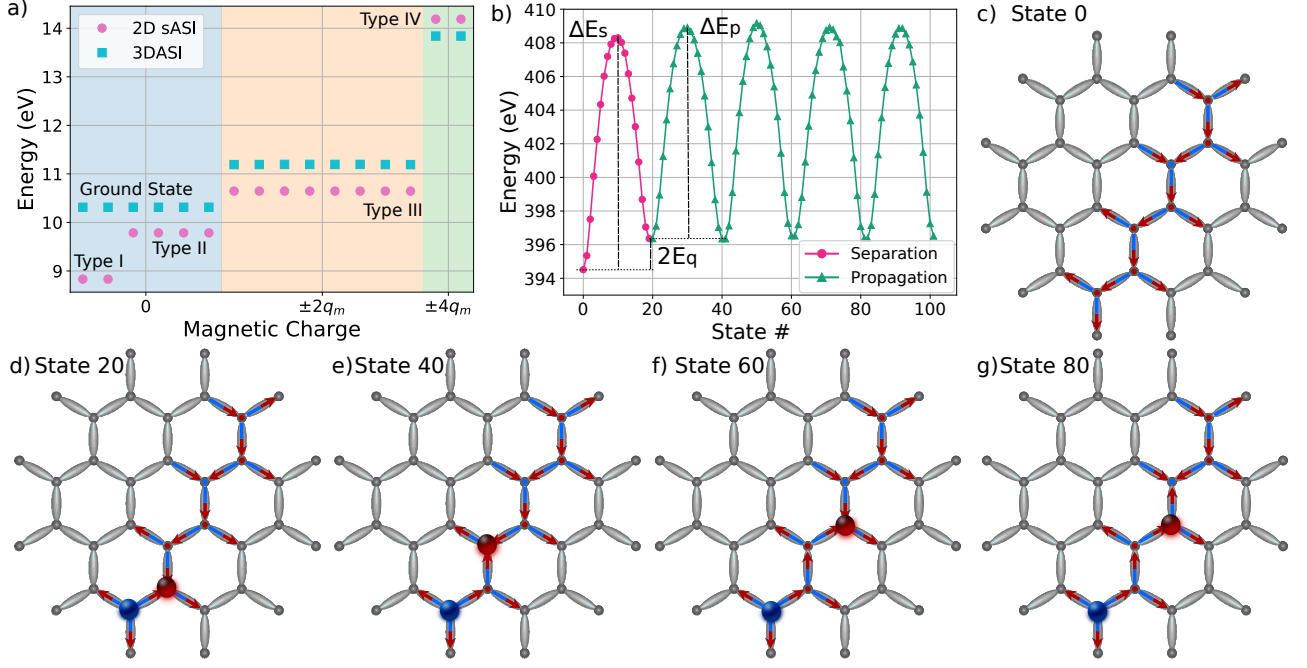 a)
2D sASI
3DASI
Type IV
Ground State
Type I
Type II
Type III
14
13
12
11
10
9
Energy (eV)
0
±2qm
±4qm
Magnetic Charge
b)
ΔEs
ΔEp
2Eq
Separation
Propagation
410
408
406
404
402
400
398
396
394
Energy (eV)
0 20 40 60 80 100
State #
c) State 0
d) State 20
e) State 40
f) State 60
g) State 80